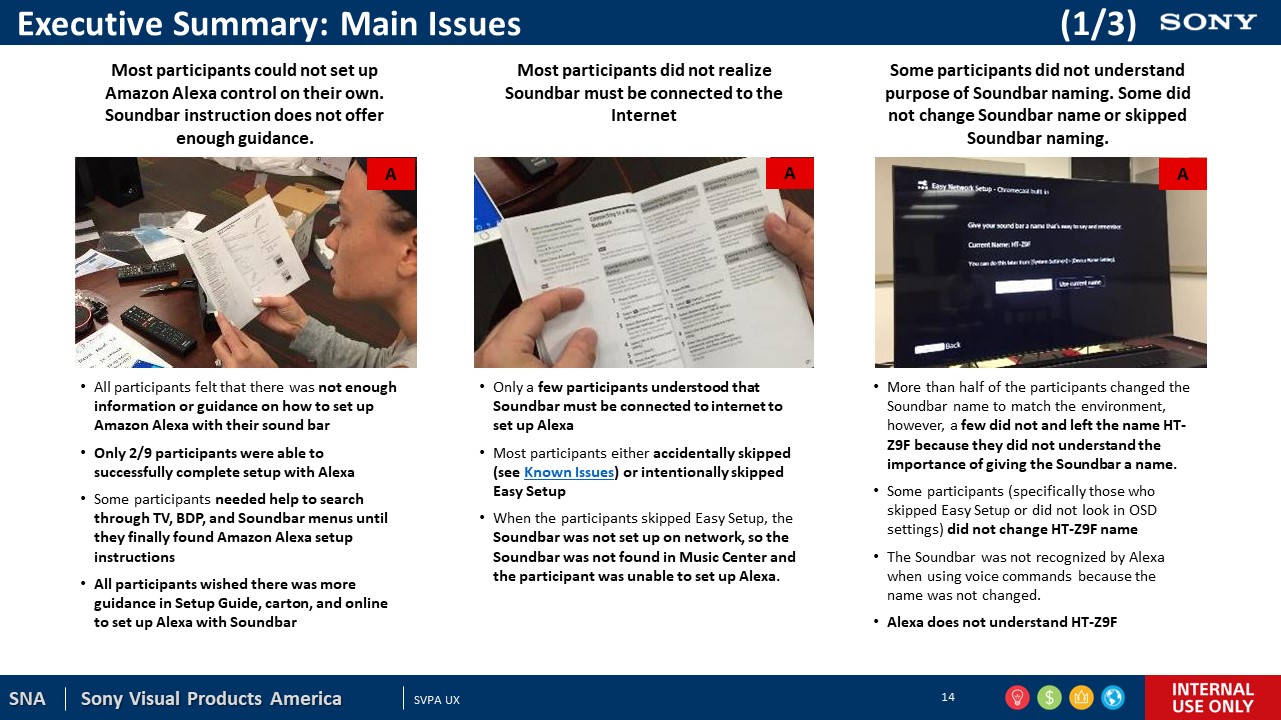 Executive Summary: Main Issues
(1/3)
SONY
Most participants could not set up
Amazon Alexa control on their own.
Soundbar instruction does not offer
enough guidance.
A
• All participants felt that there was not enough
information or guidance on how to set up
Amazon Alexa with their sound bar
• Only 2/9 participants were able to
successfully complete setup with Alexa
• Some participants needed help to search
through TV, BDP, and Soundbar menus until
they finally found Amazon Alexa setup
instructions
• All participants wished there was more
guidance in Setup Guide, carton, and online
to set up Alexa with Soundbar
Most participants did not realize
Soundbar must be connected to the
Internet
A
• Only a few participants understood that
Soundbar must be connected to internet to
set up Alexa
• Most participants either accidentally skipped
(see Known Issues) or intentionally skipped
Easy Setup
• When the participants skipped Easy Setup, the
Soundbar was not set up on network, so the
Soundbar was not found in Music Center and
the participant was unable to set up Alexa.
Some participants did not understand
purpose of Soundbar naming. Some did
not change Soundbar name or skipped
Soundbar naming.
A
Easy Network Setup - Chromecast built-in
Give your sound bar a name that's easy to say and remember.
Current Name: HT-Z9F
You can do this later from [System Settings] - [Device Name Setting].
Use current name
Back
• More than half of the participants changed the
Soundbar name to match the environment,
however, a few did not and left the name HT-
Z9F because they did not understand the
importance of giving the Soundbar a name.
• Some participants (specifically those who
skipped Easy Setup or did not look in OSD
settings) did not change HT-Z9F name
• The Soundbar was not recognized by Alexa
when using voice commands because the
name was not changed.
• Alexa does not understand HT-Z9F
SNA
Sony Visual Products America
SVPA UX
14
INTERNAL
USE ONLY